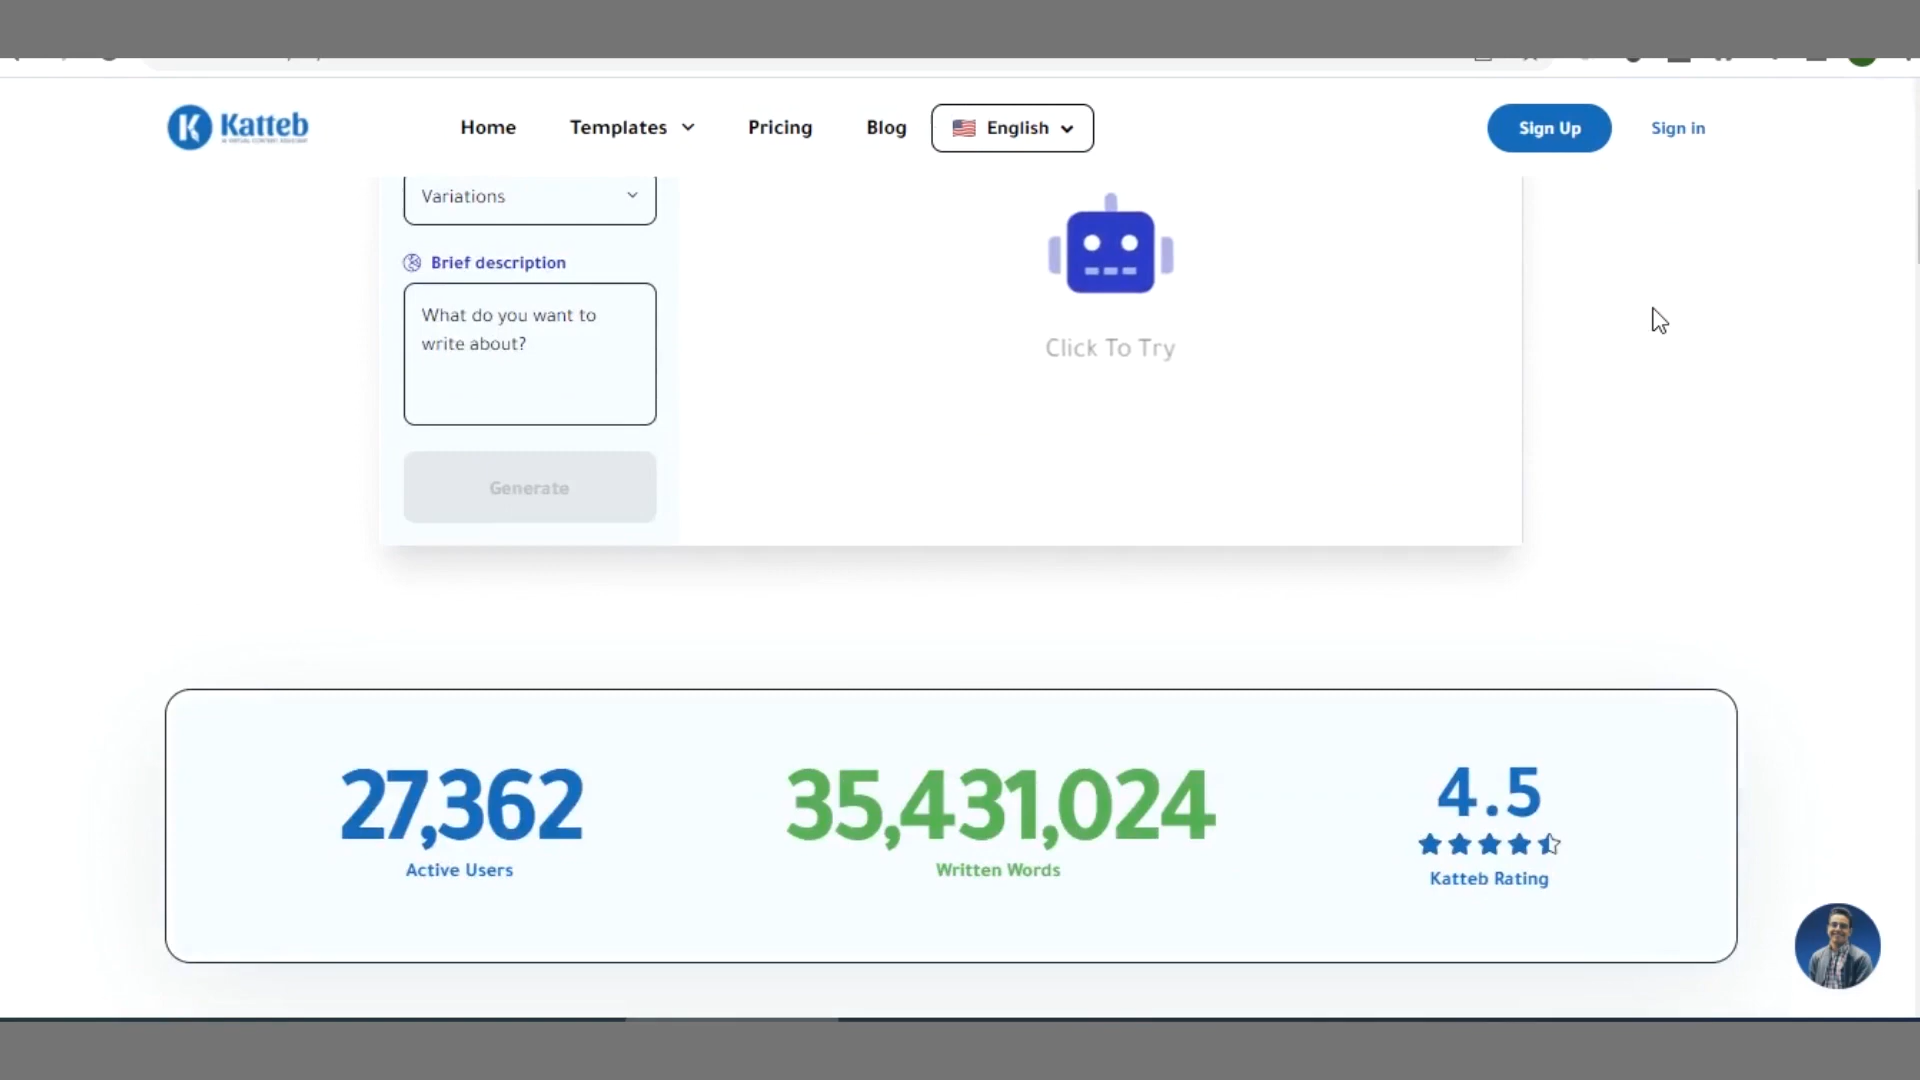 Katteb
Home Templates Pricing Blog English Sign Up Sign in
Variations
Brief description
What do you want to
write about?
Generate
Click To Try
27,362
Active Users
35,431,024
Written Words
4.5
Katteb Rating